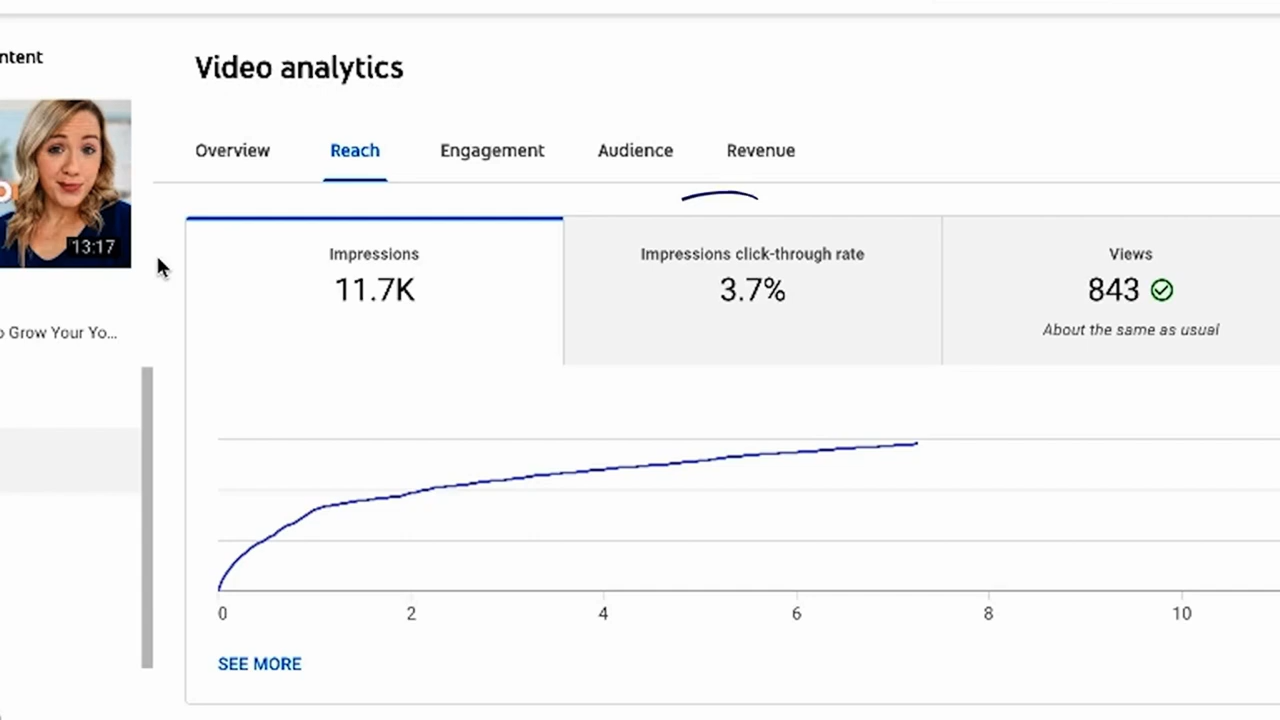 ntent
Video analytics
13:17
Overview Reach Engagement Audience Revenue
Impressions
11.7K
Impressions click-through rate
3.7%
Views
843
About the same as usual
o Grow Your Yo...
0 2 4 6 8 10
SEE MORE